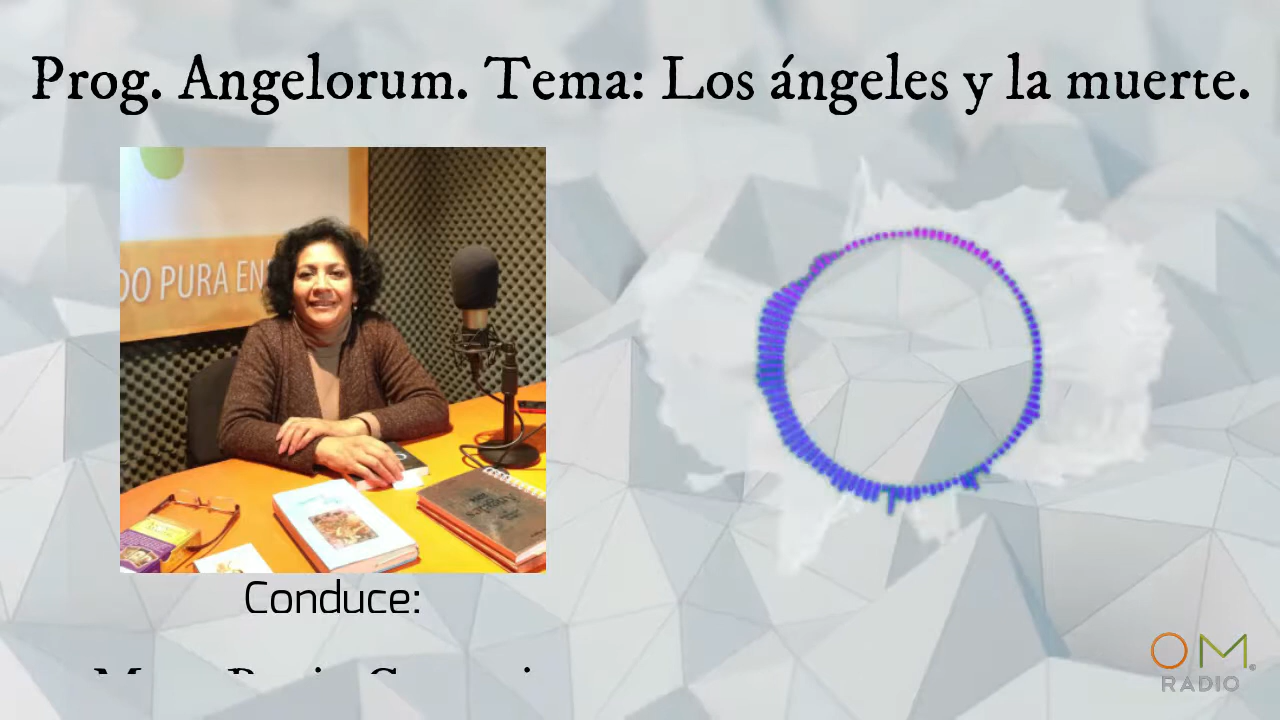 Prog. Angelorum. Tema: Los ángeles y la muerte.
DO PURA EN
Conduce:
OM
RADIO